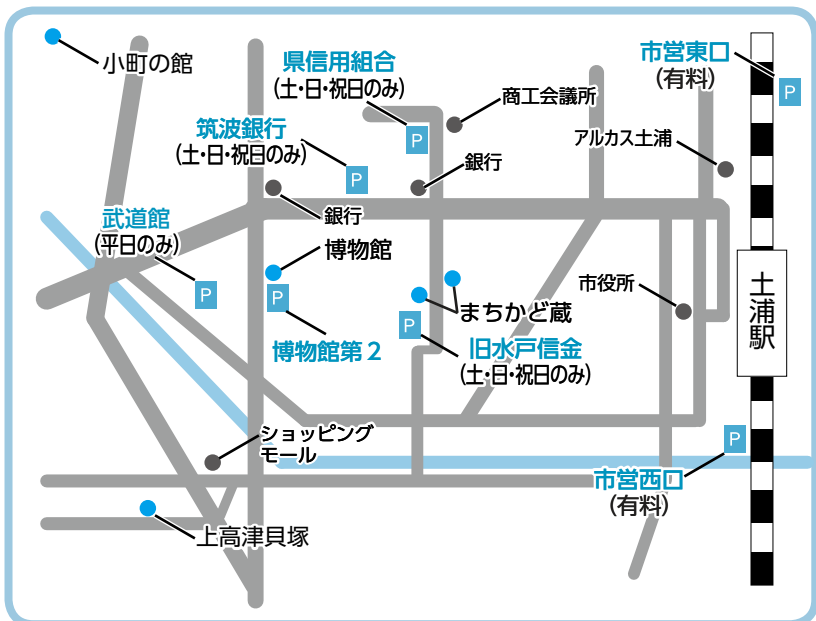 小町の館
県信用組合
(土・日・祝日のみ)
P
商工会議所
市営東口
(有料)
P
筑波銀行
(土・日・祝日のみ)
P
銀行
アルカス土浦
銀行
武道館
(平日のみ)
P
博物館
P
博物館第2
まちかど蔵
P
旧水戸信金
(土・日・祝日のみ)
市役所
土浦駅
ショッピング
モール
P
市営西口
(有料)
上高津貝塚